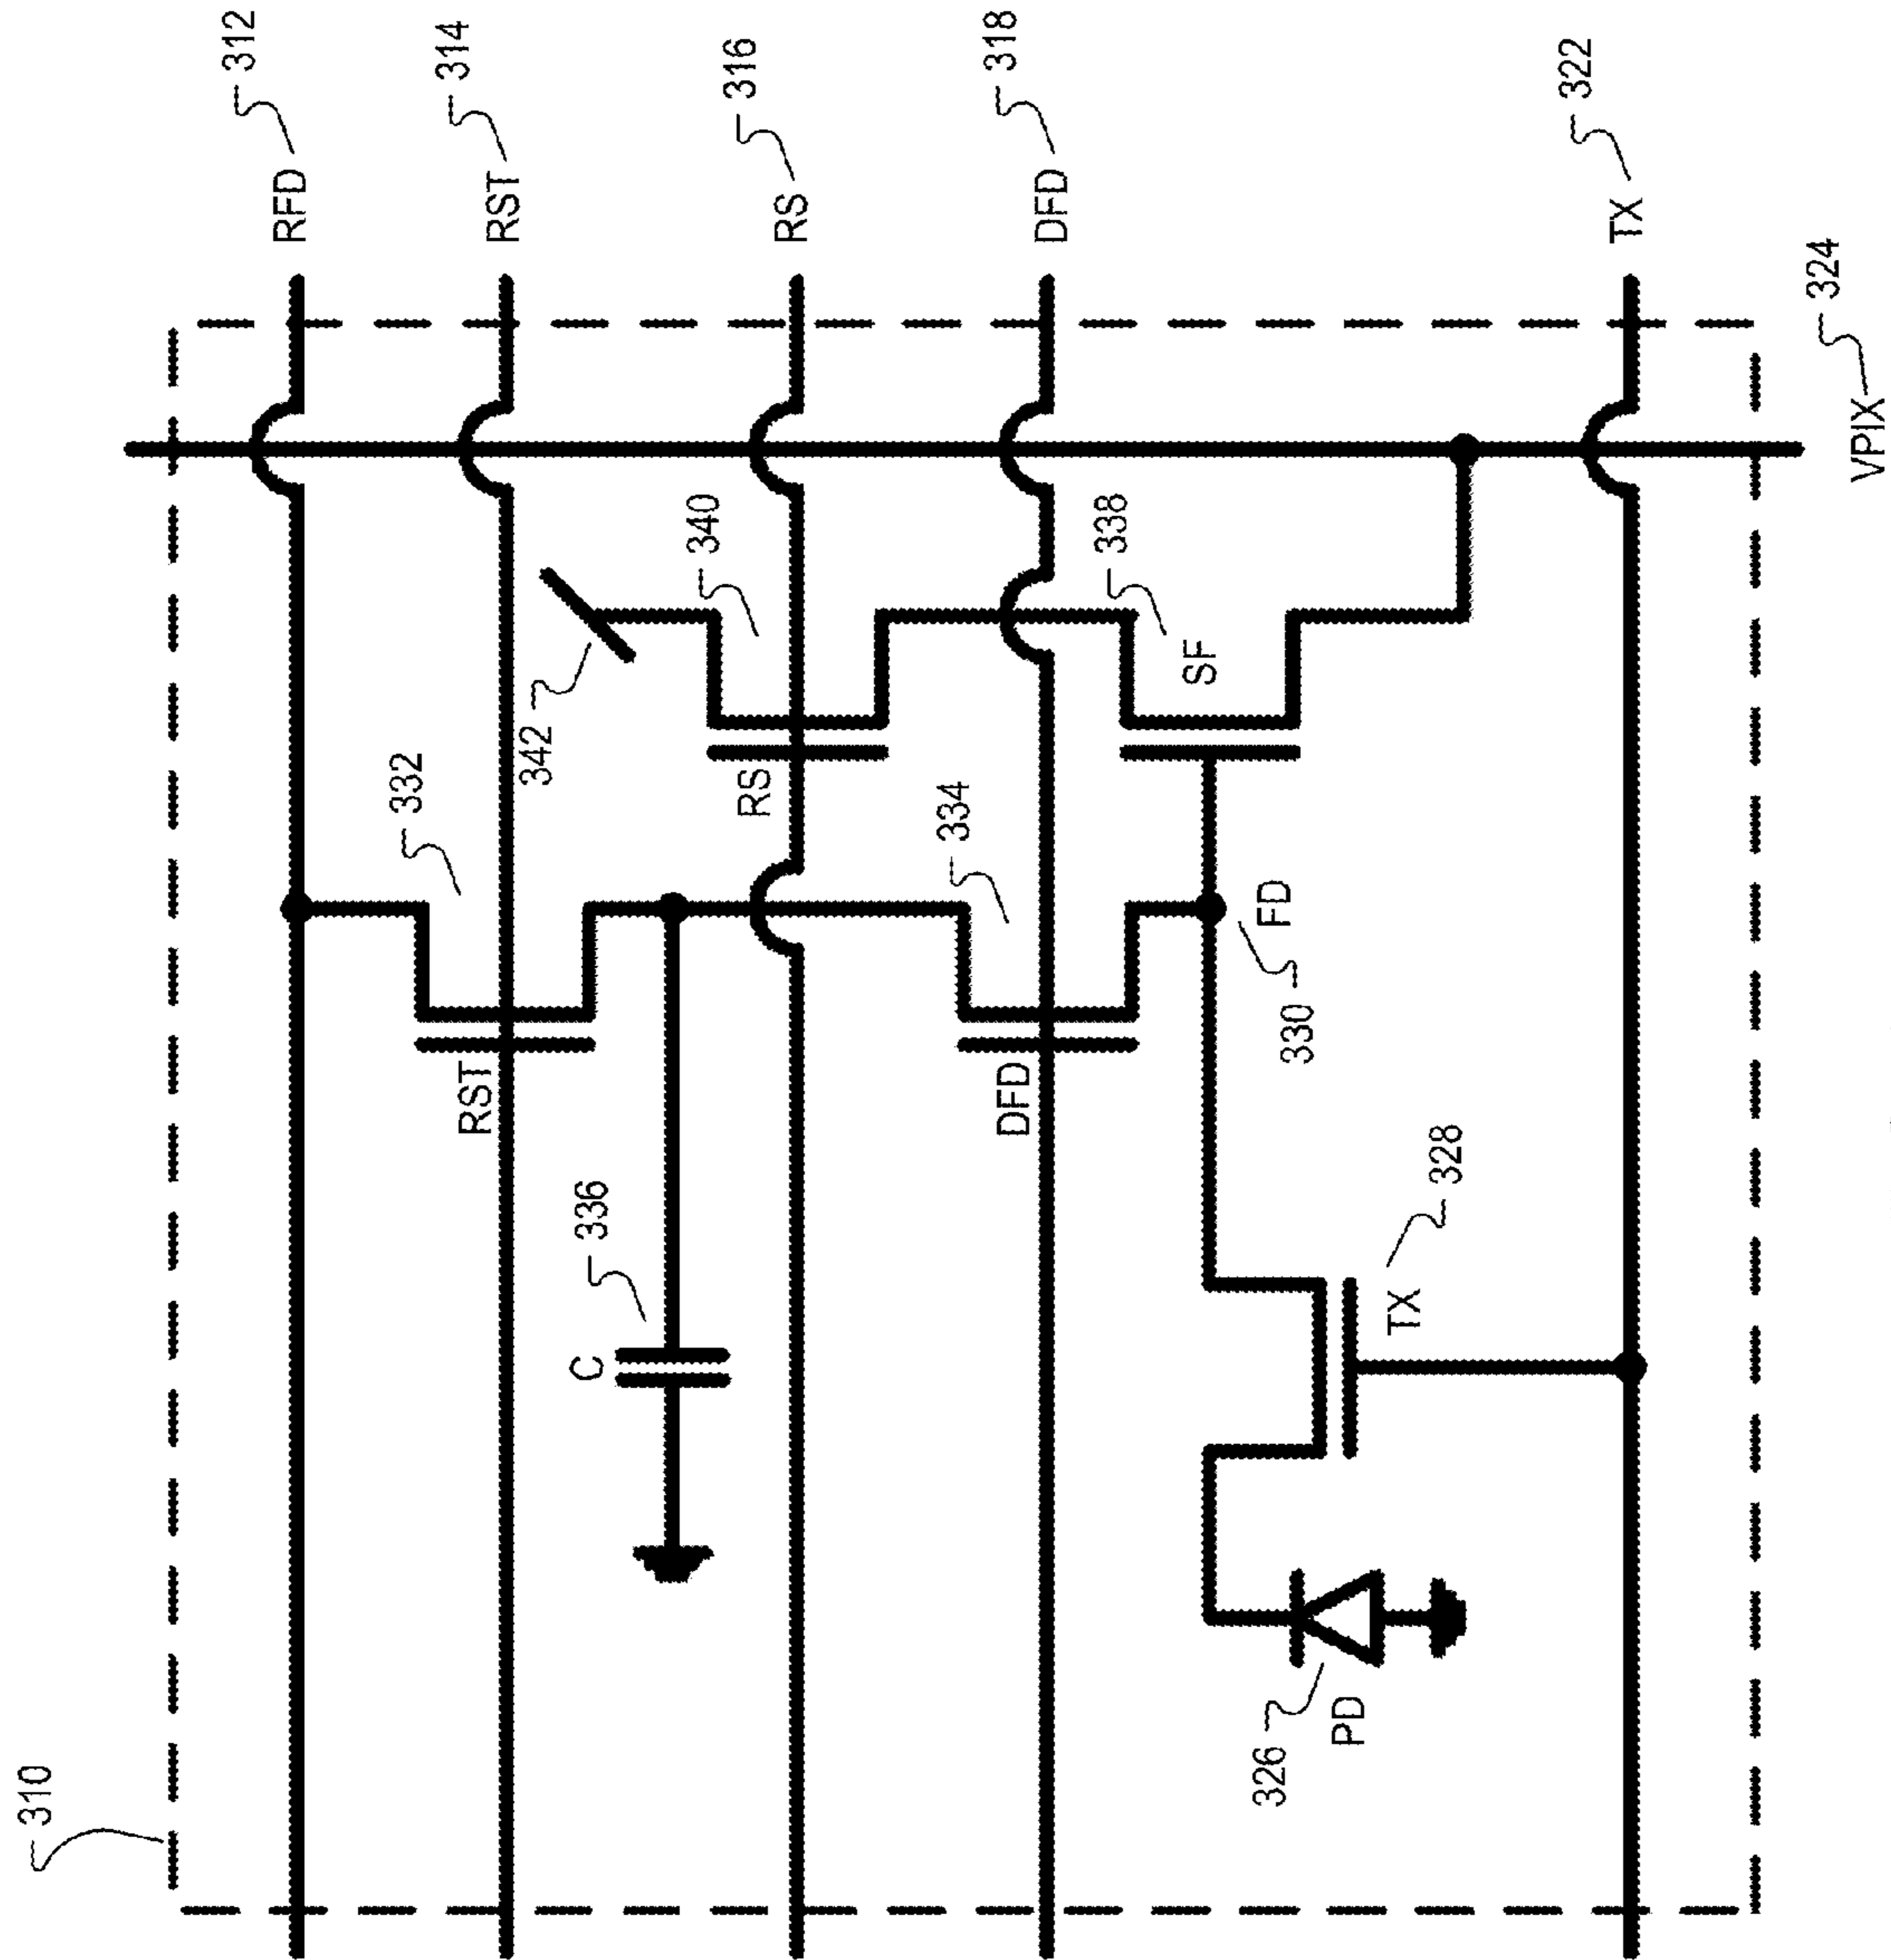 310
RFD 312
RST 314
RS 316
DFD 318
TX 322
VPIX 324
332
RST
342
340
RS
C 336
334
DFD
338
SF
FD
330
TX 328
326
PD